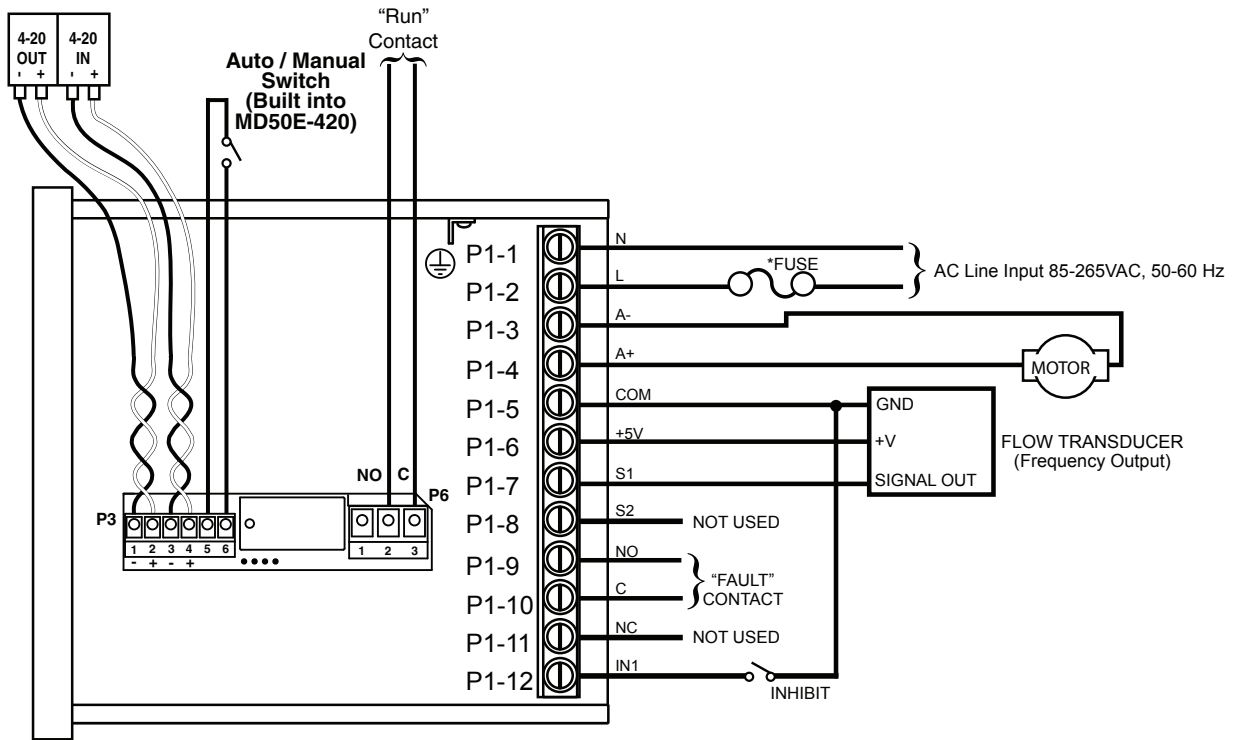 4-20
OUT
- +
4-20
IN
- +
"Run"
Contact
Auto / Manual
Switch
(Built into
MD50E-420)
P1-1
N
P1-2
L
*FUSE
AC Line Input 85-265VAC, 50-60 Hz
P1-3
A-
P1-4
A+
MOTOR
P1-5
COM
GND
P1-6
+5V
+V
P1-7
S1
SIGNAL OUT
FLOW TRANSDUCER
(Frequency Output)
P1-8
S2
NOT USED
P1-9
NO
P1-10
C
"FAULT"
CONTACT
P1-11
NC
NOT USED
P1-12
IN1
INHIBIT
NO C
P6
1 2 3
P3
1 2 3 4 5 6
- + - +